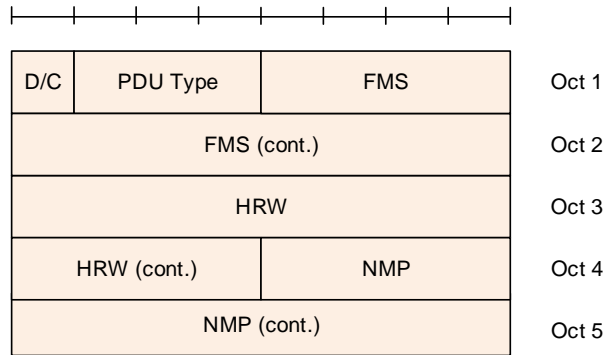 D/C PDU Type FMS Oct 1
FMS (cont.) Oct 2
HRW Oct 3
HRW (cont.) NMP Oct 4
NMP (cont.) Oct 5